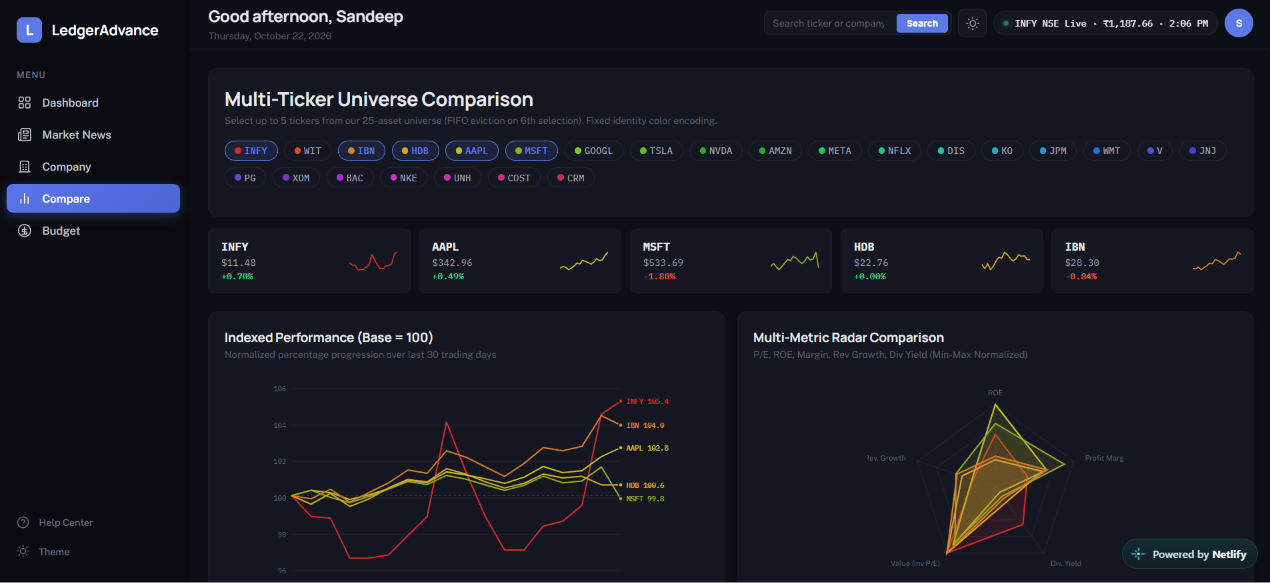 L LedgerAdvance
MENU
Dashboard
Market News
Company
Compare
Budget
Help Center
Theme
Good afternoon, Sandeep
Thursday, October 22, 2026
Search ticker or company
Search
INFY NSE Live · ₹1,187.66 · 2:06 PM
S
Multi-Ticker Universe Comparison
Select up to 5 tickers from our 25-asset universe (FIFO eviction on 6th selection). Fixed identity color encoding.
INFY WIT IBN HDB AAPL MSFT GOOGL TSLA NVDA AMZN META NFLX DIS KO JPM WMT V JNJ
PG XOM BAC NKE UNH COST CRM
INFY
$11.48
+0.70%
AAPL
$342.96
+0.49%
MSFT
$533.69
-1.80%
HDB
$22.76
+0.00%
IBN
$28.30
-0.84%
Indexed Performance (Base = 100)
Normalized percentage progression over last 30 trading days
106
104
102
100
98
96
INFY 105.4
IBN 104.0
AAPL 102.8
HDB 100.6
MSFT 99.8
Multi-Metric Radar Comparison
P/E, ROE, Margin, Rev Growth, Div Yield (Min-Max Normalized)
ROE
Rev. Growth
Profit Marg
Value (inv P/E)
Div. Yield
Powered by Netlify